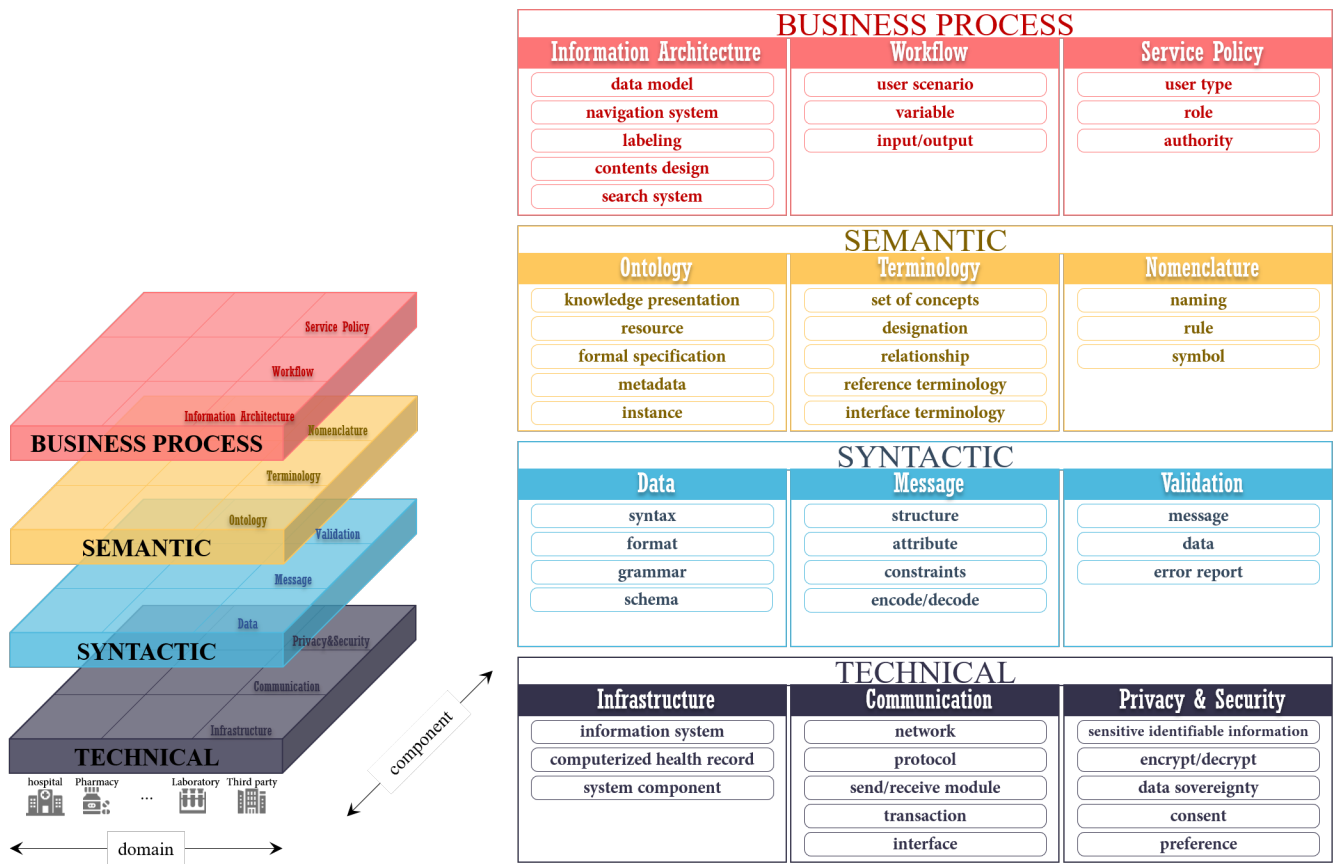 Service Policy
Workflow
Information Architecture
BUSINESS PROCESS
Nomenclature
Terminology
Ontology
SEMANTIC
Validation
Message
Data
SYNTACTIC
Privacy&Security
Communication
Infrastructure
TECHNICAL
hospital Pharmacy ... Laboratory Third party
domain
component
BUSINESS PROCESS
Information Architecture
data model
navigation system
labeling
contents design
search system
Workflow
user scenario
variable
input/output
Service Policy
user type
role
authority
SEMANTIC
Ontology
knowledge presentation
resource
formal specification
metadata
instance
Terminology
set of concepts
designation
relationship
reference terminology
interface terminology
Nomenclature
naming
rule
symbol
SYNTACTIC
Data
syntax
format
grammar
schema
Message
structure
attribute
constraints
encode/decode
Validation
message
data
error report
TECHNICAL
Infrastructure
information system
computerized health record
system component
Communication
network
protocol
send/receive module
transaction
interface
Privacy & Security
sensitive identifiable information
encrypt/decrypt
data sovereignty
consent
preference